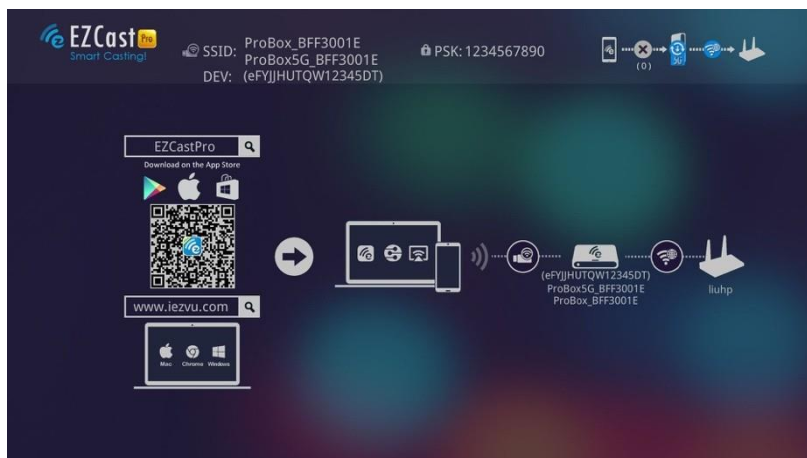 EZCast Pro
Smart Casting!
SSID: ProBox_BFF3001E
ProBox5G_BFF3001E
DEV: (eFYJJHUTQW12345DT)
PSK: 1234567890
(0)
5G
EZCastPro
Download on the App Store
www.iezvu.com
Mac Chrome Windows
(eFYJJHUTQW12345DT)
ProBox5G_BFF3001E
ProBox_BFF3001E
liuhp